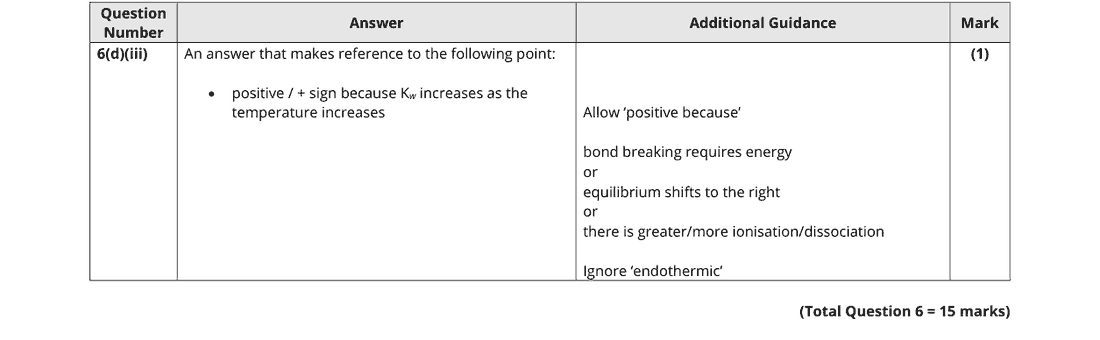 Question Number	Answer	Additional Guidance	Mark
6(d)(iii)	An answer that makes reference to the following point:	(1)
• positive / + sign because Kw increases as the
temperature increases
Allow ‘positive because’
bond breaking requires energy
or
equilibrium shifts to the right
or
there is greater/more ionisation/dissociation
Ignore ‘endothermic’
(Total Question 6 = 15 marks)